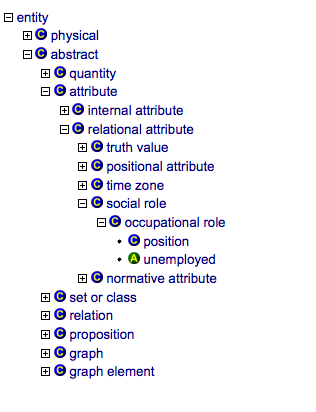 entity
C physical
C abstract
C quantity
C attribute
C internal attribute
C relational attribute
C truth value
C positional attribute
C time zone
C social role
C occupational role
C position
A unemployed
C normative attribute
C set or class
C relation
C proposition
C graph
C graph element